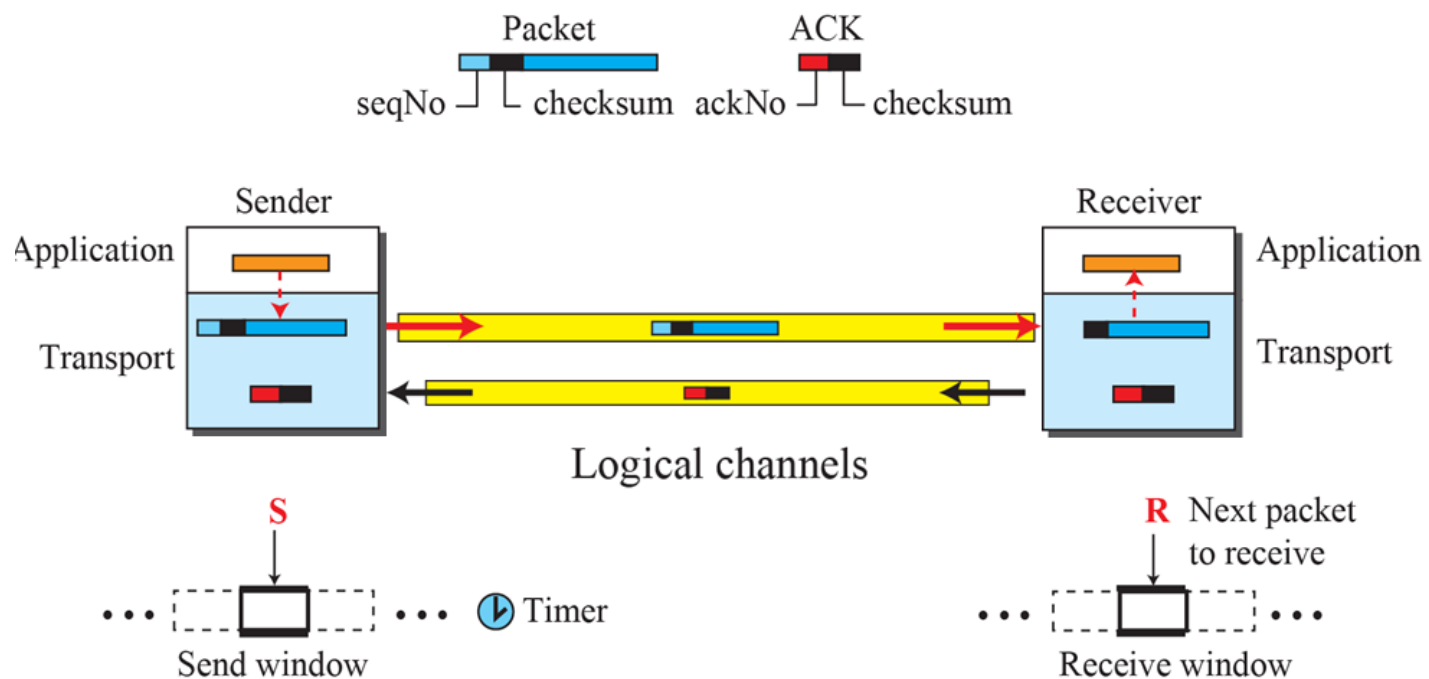 Packet ACK
seqNo checksum ackNo checksum
Sender Receiver
Application Application
Transport Transport
Logical channels
S R Next packet
to receive
Timer
Send window Receive window